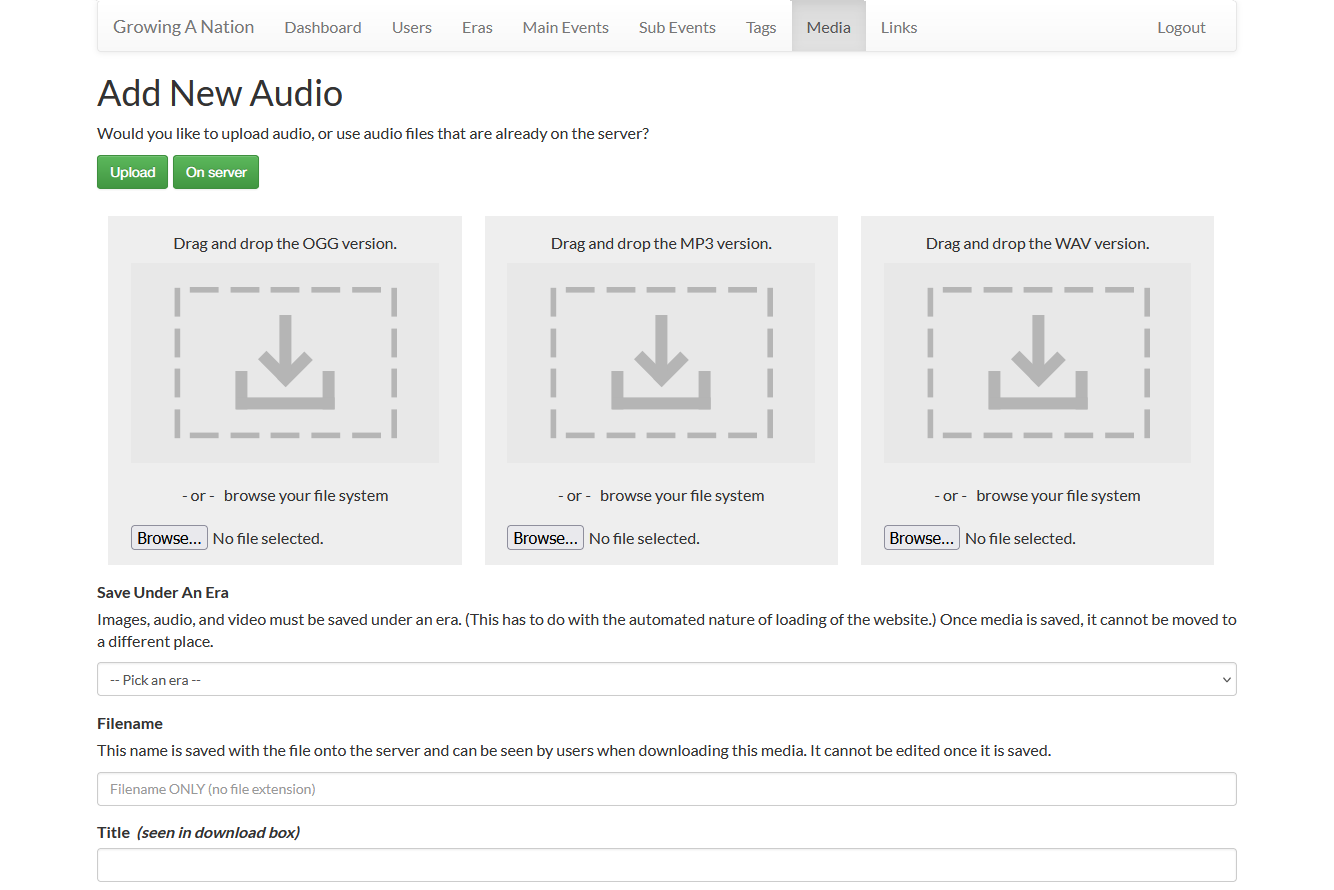 Growing A Nation Dashboard Users Eras Main Events Sub Events Tags Media Links Logout
Add New Audio
Would you like to upload audio, or use audio files that are already on the server?
Upload On server
Drag and drop the OGG version. Drag and drop the MP3 version. Drag and drop the WAV version.
- or - browse your file system - or - browse your file system - or - browse your file system
Browse... No file selected. Browse... No file selected. Browse... No file selected.
Save Under An Era
Images, audio, and video must be saved under an era. (This has to do with the automated nature of loading of the website.) Once media is saved, it cannot be moved to
a different place.
-- Pick an era --
Filename
This name is saved with the file onto the server and can be seen by users when downloading this media. It cannot be edited once it is saved.
Filename ONLY (no file extension)
Title (seen in download box)